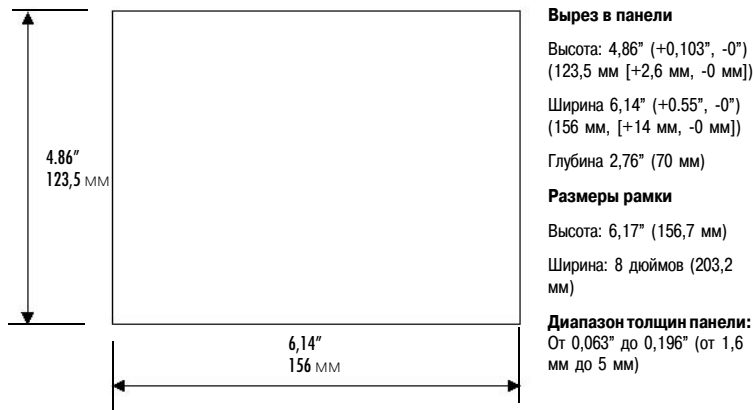 4.86”
123,5 мм
6,14”
156 мм
Вырез в панели
Высота: 4,86” (+0,103”, -0”)
(123,5 мм [+2,6 мм, -0 мм])
Ширина 6,14” (+0.55”, -0”)
(156 мм, [+14 мм, -0 мм])
Глубина 2,76” (70 мм)
Размеры рамки
Высота: 6,17” (156,7 мм)
Ширина: 8 дюймов (203,2
мм)
Диапазон толщин панели:
От 0,063” до 0,196” (от 1,6
мм до 5 мм)